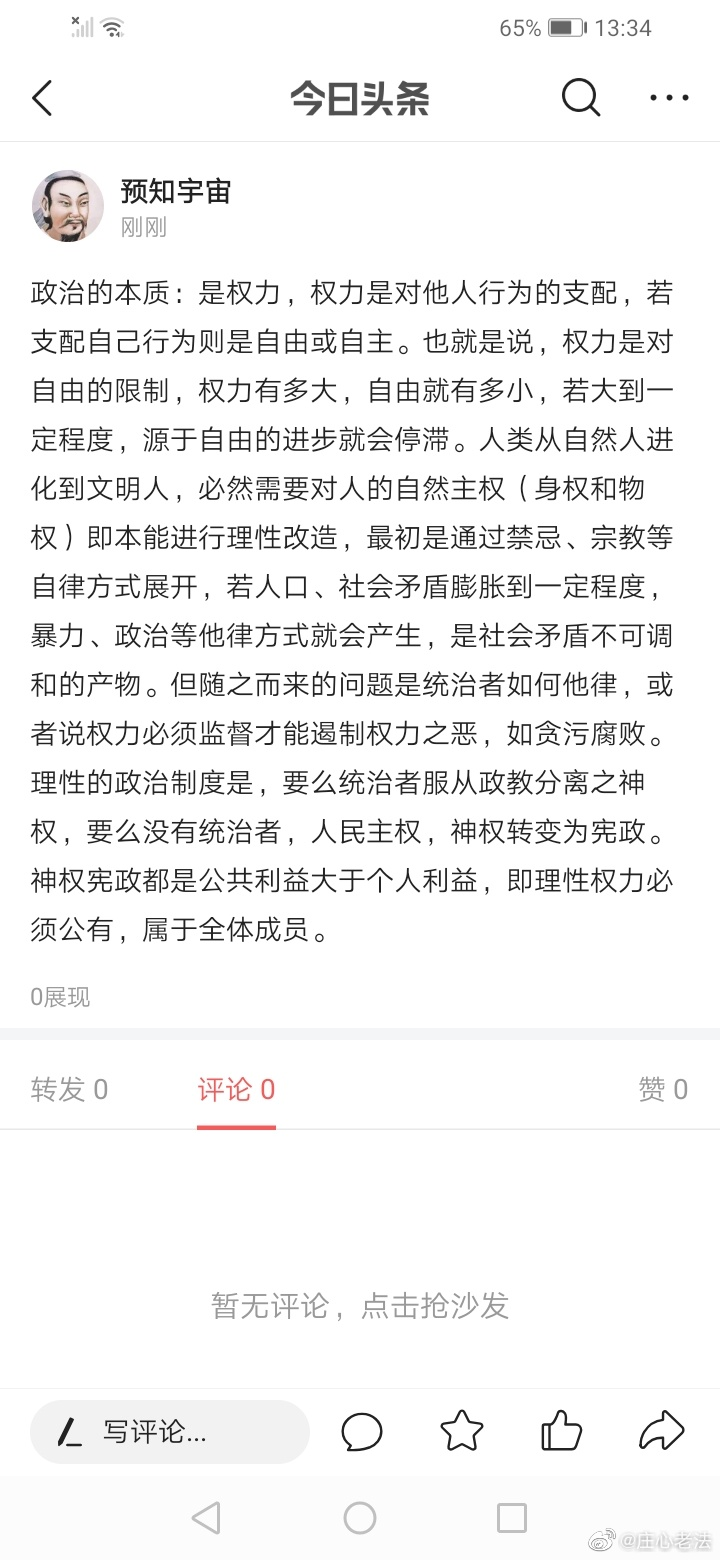 65% 13:34
今日头条
预知宇宙
刚刚
政治的本质：是权力，权力是对他人行为的支配，若
支配自己行为则是自由或自主。也就是说，权力是对
自由的限制，权力有多大，自由就有多小，若大到一
定程度，源于自由的进步就会停滞。人类从自然人进
化到文明人，必然需要对人的自然主权（身权和物
权）即本能进行理性改造，最初是通过禁忌、宗教等
自律方式展开，若人口、社会矛盾膨胀到一定程度，
暴力、政治等他律方式就会产生，是社会矛盾不可调
和的产物。但随之而来的问题是统治者如何他律，或
者说权力必须监督才能遏制权力之恶，如贪污腐败。
理性的政治制度是，要么统治者服从政教分离之神
权，要么没有统治者，人民主权，神权转变为宪政。
神权宪政都是公共利益大于个人利益，即理性权力必
须公有，属于全体成员。
0展现
转发 0 评论 0 赞 0
暂无评论，点击抢沙发
写评论...
@庄心老法